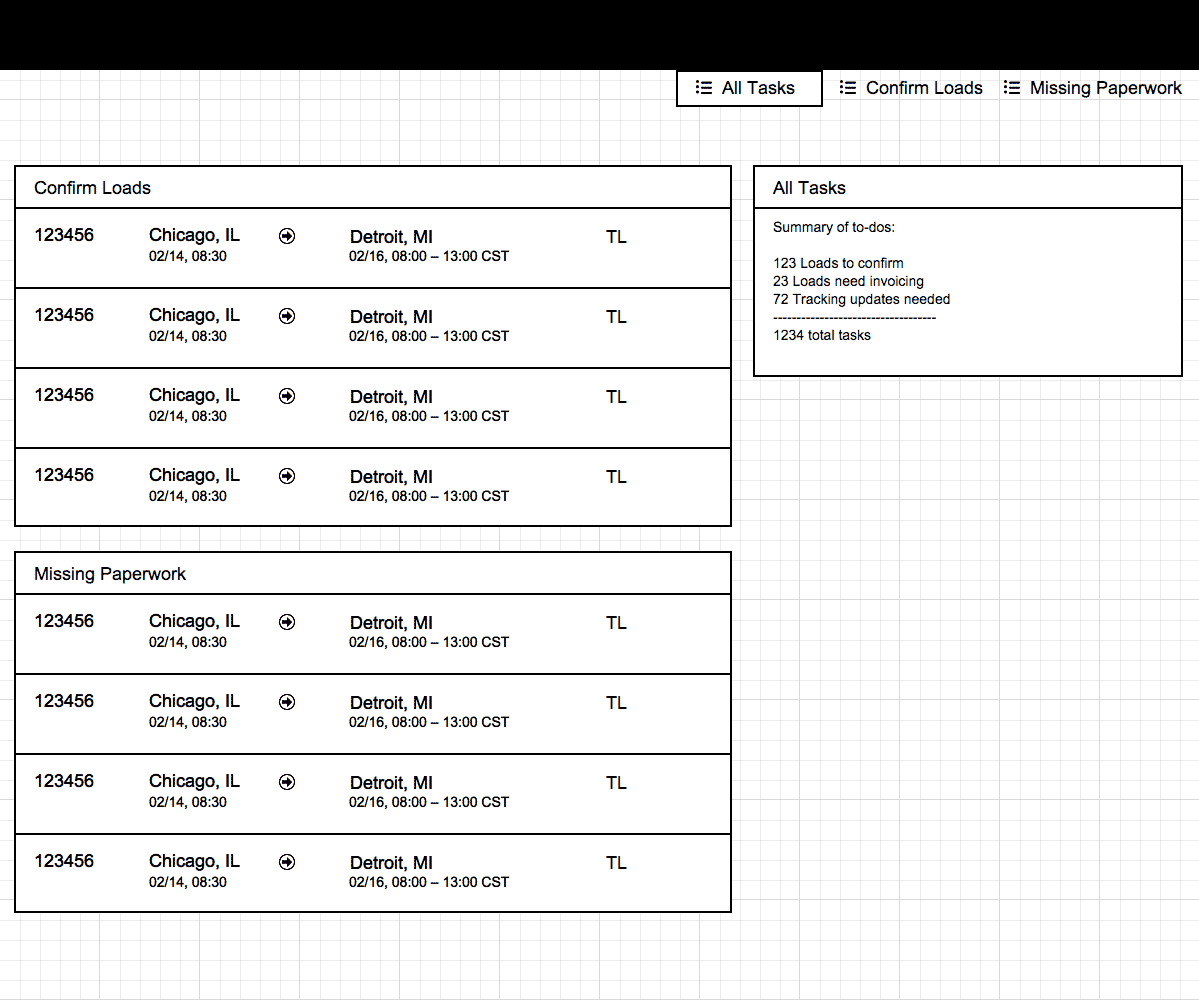 All Tasks Confirm Loads Missing Paperwork
Confirm Loads
123456 Chicago, IL Detroit, MI TL
02/14, 08:30 02/16, 08:00 – 13:00 CST
123456 Chicago, IL Detroit, MI TL
02/14, 08:30 02/16, 08:00 – 13:00 CST
123456 Chicago, IL Detroit, MI TL
02/14, 08:30 02/16, 08:00 – 13:00 CST
123456 Chicago, IL Detroit, MI TL
02/14, 08:30 02/16, 08:00 – 13:00 CST
Missing Paperwork
123456 Chicago, IL Detroit, MI TL
02/14, 08:30 02/16, 08:00 – 13:00 CST
123456 Chicago, IL Detroit, MI TL
02/14, 08:30 02/16, 08:00 – 13:00 CST
123456 Chicago, IL Detroit, MI TL
02/14, 08:30 02/16, 08:00 – 13:00 CST
123456 Chicago, IL Detroit, MI TL
02/14, 08:30 02/16, 08:00 – 13:00 CST
All Tasks
Summary of to-dos:
123 Loads to confirm
23 Loads need invoicing
72 Tracking updates needed
-----------------------------------
1234 total tasks